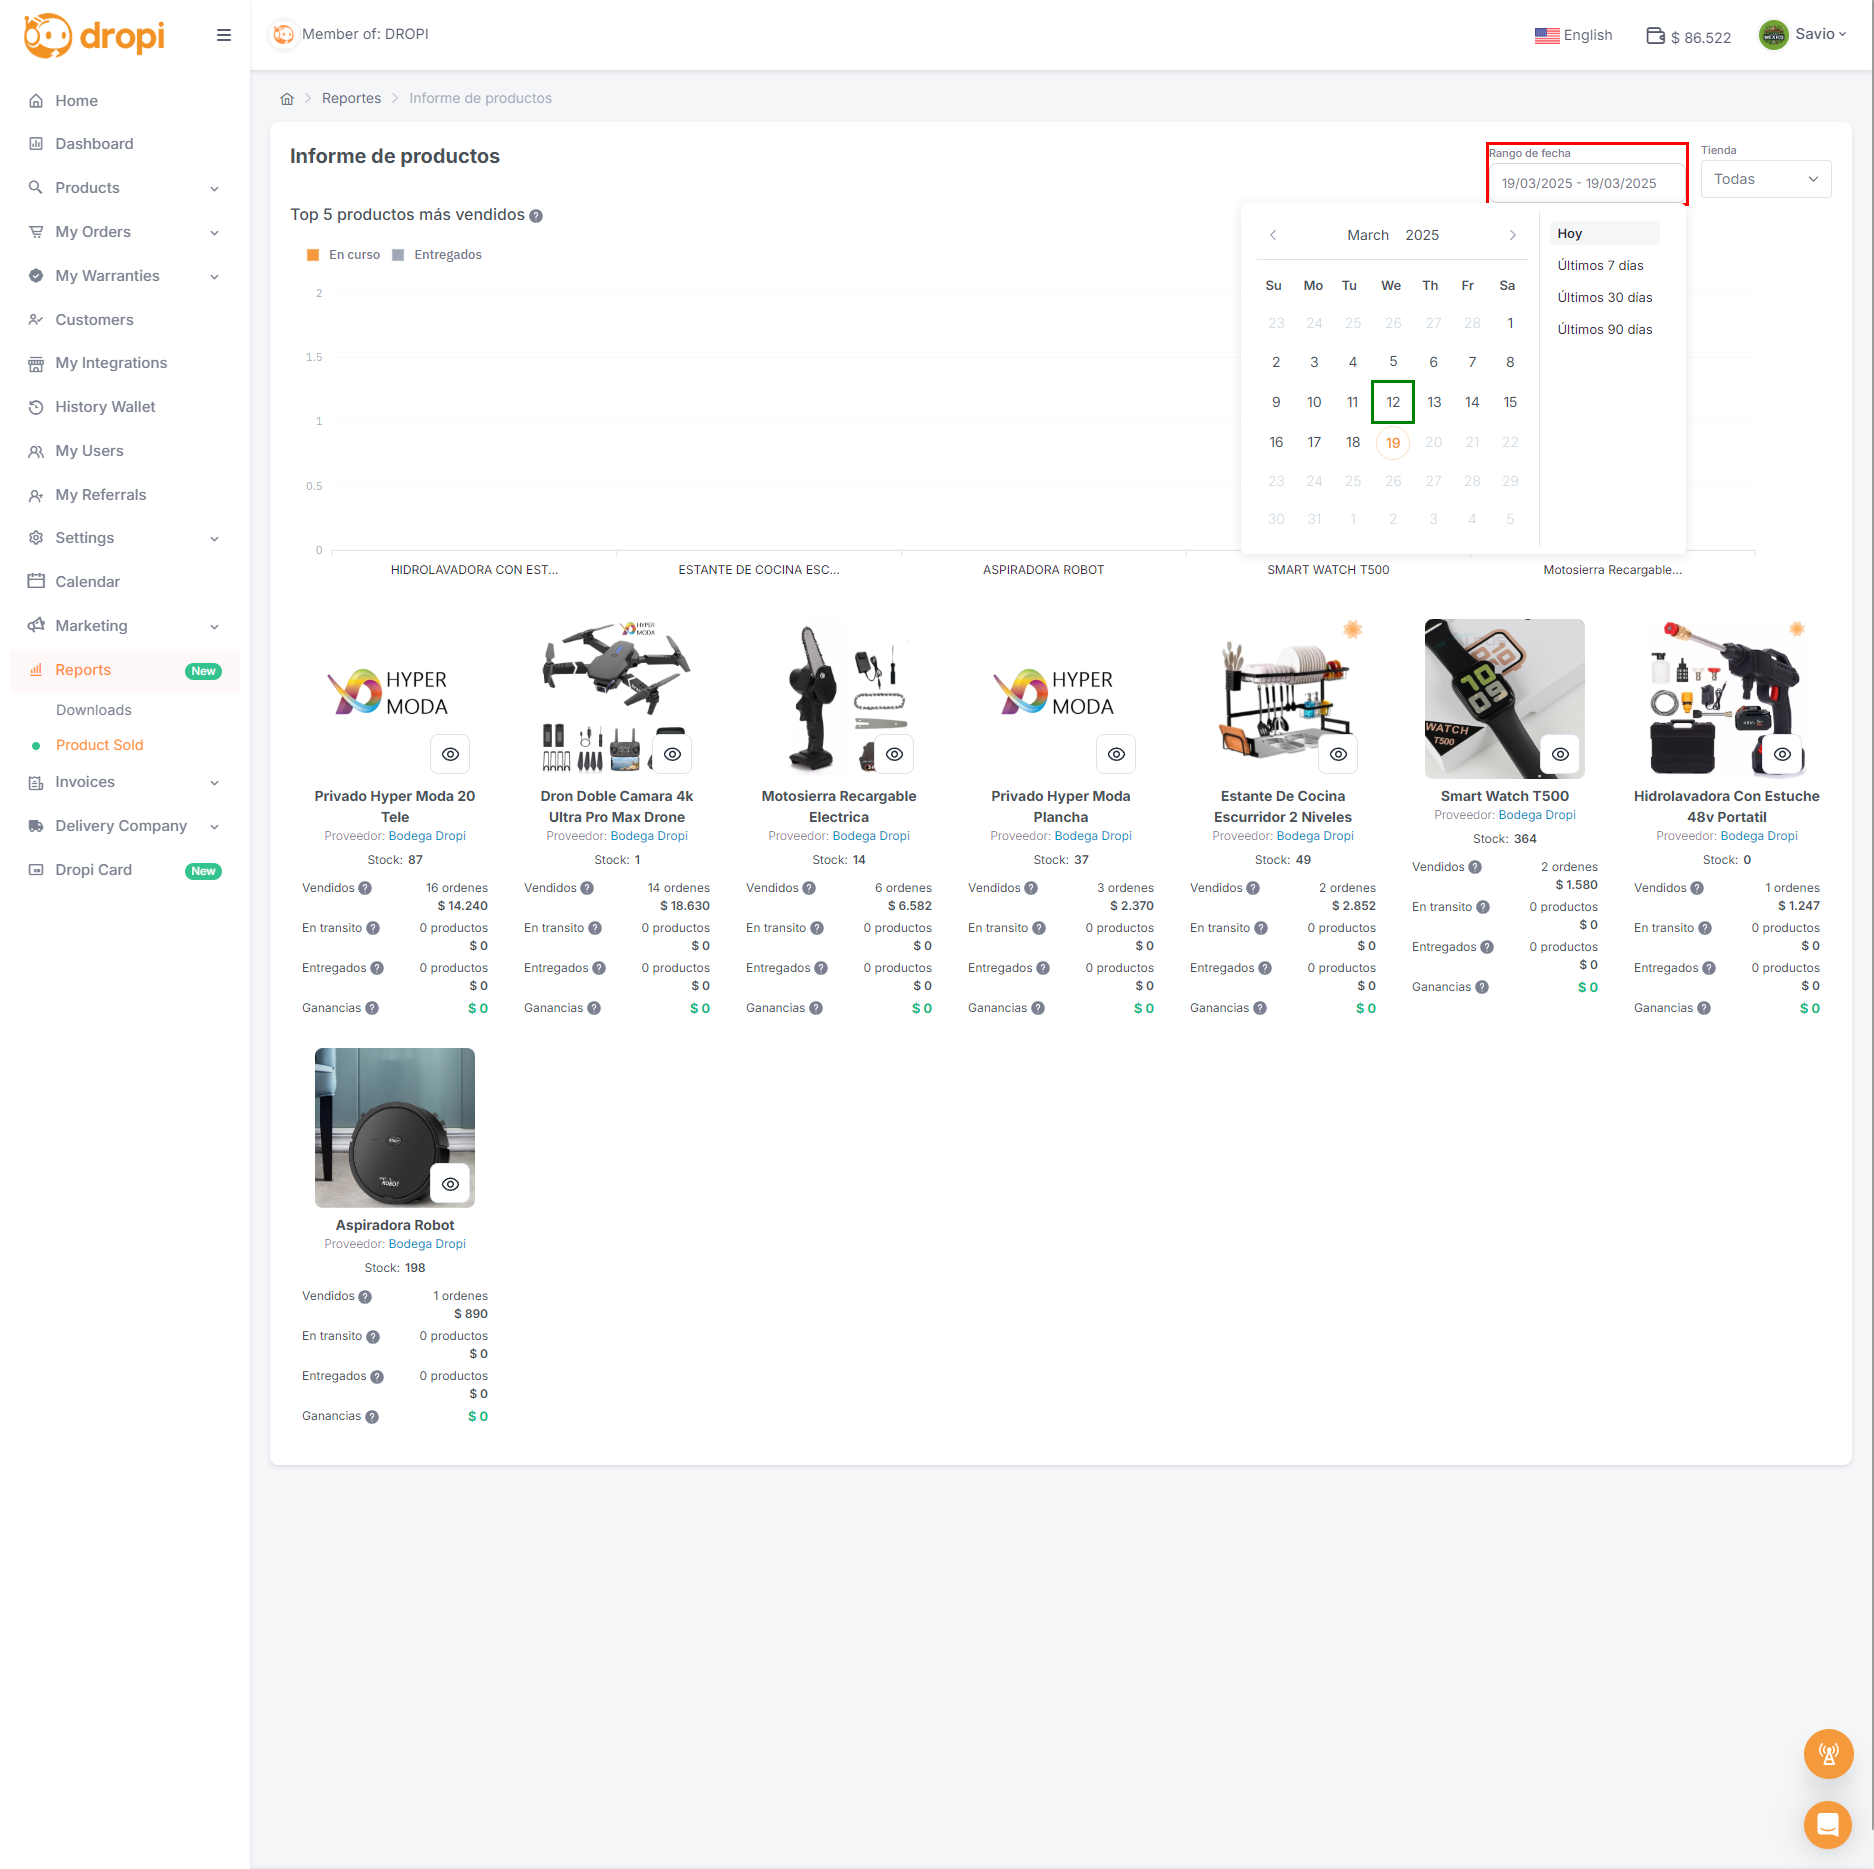 dropi
Member of: DROPI
English
$ 86.522
Savio
Home
Dashboard
Products
My Orders
My Warranties
Customers
My Integrations
History Wallet
My Users
My Referrals
Settings
Calendar
Marketing
Reports New
Downloads
Product Sold
Invoices
Delivery Company
Dropi Card New
Reportes
Informe de productos
Informe de productos
Rango de fecha
19/03/2025 - 19/03/2025
Tienda
Todas
Top 5 productos más vendidos
En curso Entregados
March 2025
Su Mo Tu We Th Fr Sa
23 24 25 26 27 28 1
2 3 4 5 6 7 8
9 10 11 12 13 14 15
16 17 18 19 20 21 22
23 24 25 26 27 28 29
30 31 1 2 3 4 5
Hoy
Últimos 7 días
Últimos 30 días
Últimos 90 días
2
1.5
1
0.5
0
HIDROLAVADORA CON EST...
ESTANTE DE COCINA ESC...
ASPIRADORA ROBOT
SMART WATCH T500
Motosierra Recargable...
HYPER
MODA
Privado Hyper Moda 20
Tele
Proveedor: Bodega Dropi
Stock: 87
Vendidos 16 ordenes
$ 14.240
En transito 0 productos
$ 0
Entregados 0 productos
$ 0
Ganancias $ 0
HYPER
MODA
Dron Doble Camara 4k
Ultra Pro Max Drone
Proveedor: Bodega Dropi
Stock: 1
Vendidos 14 ordenes
$ 18.630
En transito 0 productos
$ 0
Entregados 0 productos
$ 0
Ganancias $ 0
Motosierra Recargable
Electrica
Proveedor: Bodega Dropi
Stock: 14
Vendidos 6 ordenes
$ 6.582
En transito 0 productos
$ 0
Entregados 0 productos
$ 0
Ganancias $ 0
HYPER
MODA
Privado Hyper Moda
Plancha
Proveedor: Bodega Dropi
Stock: 37
Vendidos 3 ordenes
$ 2.370
En transito 0 productos
$ 0
Entregados 0 productos
$ 0
Ganancias $ 0
Estante De Cocina
Escurridor 2 Niveles
Proveedor: Bodega Dropi
Stock: 49
Vendidos 2 ordenes
$ 2.852
En transito 0 productos
$ 0
Entregados 0 productos
$ 0
Ganancias $ 0
10
09
WATCH
T500
Smart Watch T500
Proveedor: Bodega Dropi
Stock: 364
Vendidos 2 ordenes
$ 1.580
En transito 0 productos
$ 0
Entregados 0 productos
$ 0
Ganancias $ 0
Hidrolavadora Con Estuche
48v Portatil
Proveedor: Bodega Dropi
Stock: 0
Vendidos 1 ordenes
$ 1.247
En transito 0 productos
$ 0
Entregados 0 productos
$ 0
Ganancias $ 0
ROBOT
Aspiradora Robot
Proveedor: Bodega Dropi
Stock: 198
Vendidos 1 ordenes
$ 890
En transito 0 productos
$ 0
Entregados 0 productos
$ 0
Ganancias $ 0